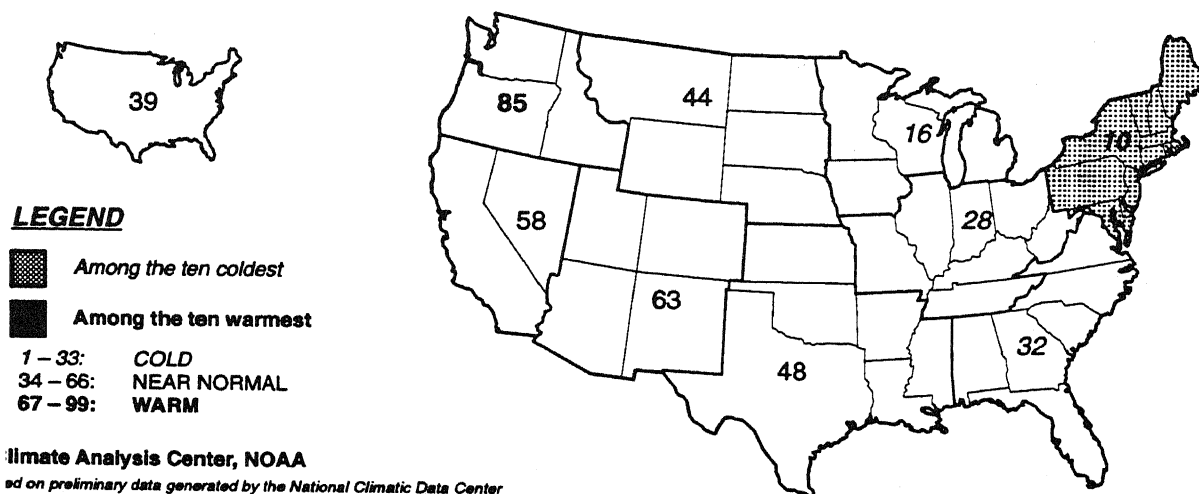 39
85
44
16
10
58
28
63
48
32
LEGEND
Among the ten coldest
Among the ten warmest
1 – 33: COLD
34 – 66: NEAR NORMAL
67 – 99: WARM
limate Analysis Center, NOAA
ed on preliminary data generated by the National Climatic Data Center